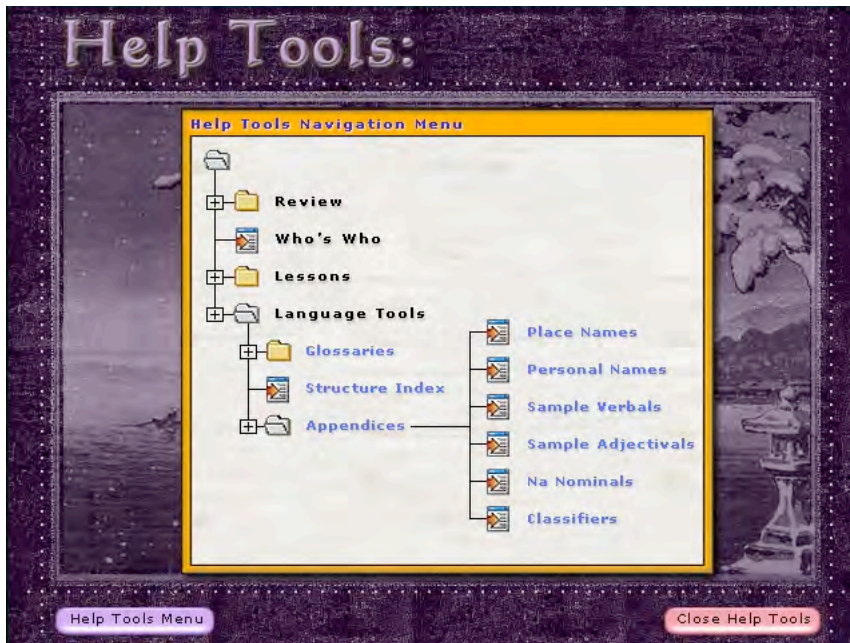 Help Tools:
Help Tools Navigation Menu
Review
Who's Who
Lessons
Language Tools
Glossaries
Structure Index
Appendices
Place Names
Personal Names
Sample Verbals
Sample Adjectivals
Na Nominals
Classifiers
Help Tools Menu
Close Help Tools